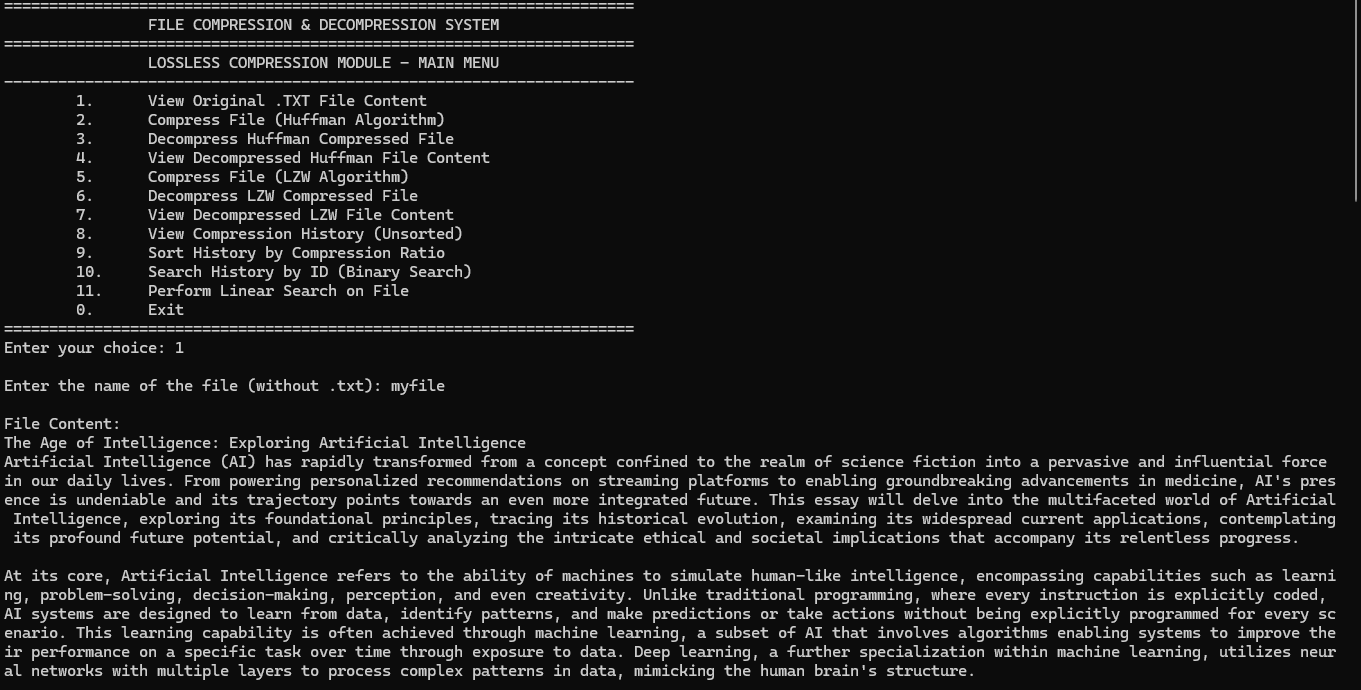 ======================================================================
                FILE COMPRESSION & DECOMPRESSION SYSTEM
======================================================================
                LOSSLESS COMPRESSION MODULE - MAIN MENU
----------------------------------------------------------------------
        1.      View Original .TXT File Content
        2.      Compress File (Huffman Algorithm)
        3.      Decompress Huffman Compressed File
        4.      View Decompressed Huffman File Content
        5.      Compress File (LZW Algorithm)
        6.      Decompress LZW Compressed File
        7.      View Decompressed LZW File Content
        8.      View Compression History (Unsorted)
        9.      Sort History by Compression Ratio
        10.     Search History by ID (Binary Search)
        11.     Perform Linear Search on File
        0.      Exit
======================================================================
Enter your choice: 1

Enter the name of the file (without .txt): myfile

File Content:
The Age of Intelligence: Exploring Artificial Intelligence
Artificial Intelligence (AI) has rapidly transformed from a concept confined to the realm of science fiction into a pervasive and influential force
in our daily lives. From powering personalized recommendations on streaming platforms to enabling groundbreaking advancements in medicine, AI's pres
ence is undeniable and its trajectory points towards an even more integrated future. This essay will delve into the multifaceted world of Artificial
 Intelligence, exploring its foundational principles, tracing its historical evolution, examining its widespread current applications, contemplating
 its profound future potential, and critically analyzing the intricate ethical and societal implications that accompany its relentless progress.

At its core, Artificial Intelligence refers to the ability of machines to simulate human-like intelligence, encompassing capabilities such as learni
ng, problem-solving, decision-making, perception, and even creativity. Unlike traditional programming, where every instruction is explicitly coded,
AI systems are designed to learn from data, identify patterns, and make predictions or take actions without being explicitly programmed for every sc
enario. This learning capability is often achieved through machine learning, a subset of AI that involves algorithms enabling systems to improve the
ir performance on a specific task over time through exposure to data. Deep learning, a further specialization within machine learning, utilizes neur
al networks with multiple layers to process complex patterns in data, mimicking the human brain's structure.